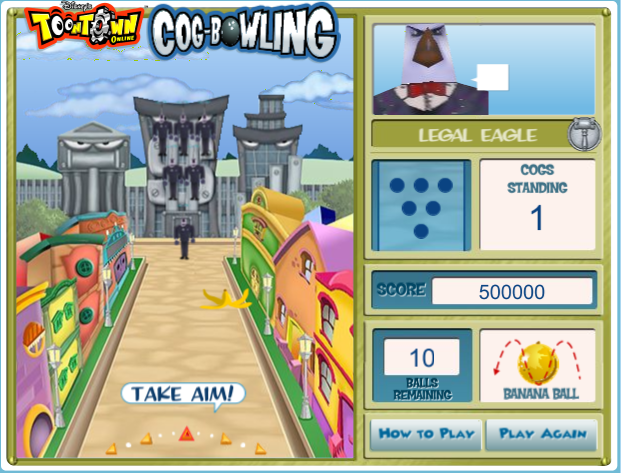 Disney's
TOONTOWN
ONLINE
COG-BOWLING
LEGAL EAGLE
COGS
STANDING
1
SCORE 500000
10
BALLS
REMAINING
BANANA BALL
TAKE AIM!
HOW TO PLAY
PLAY AGAIN